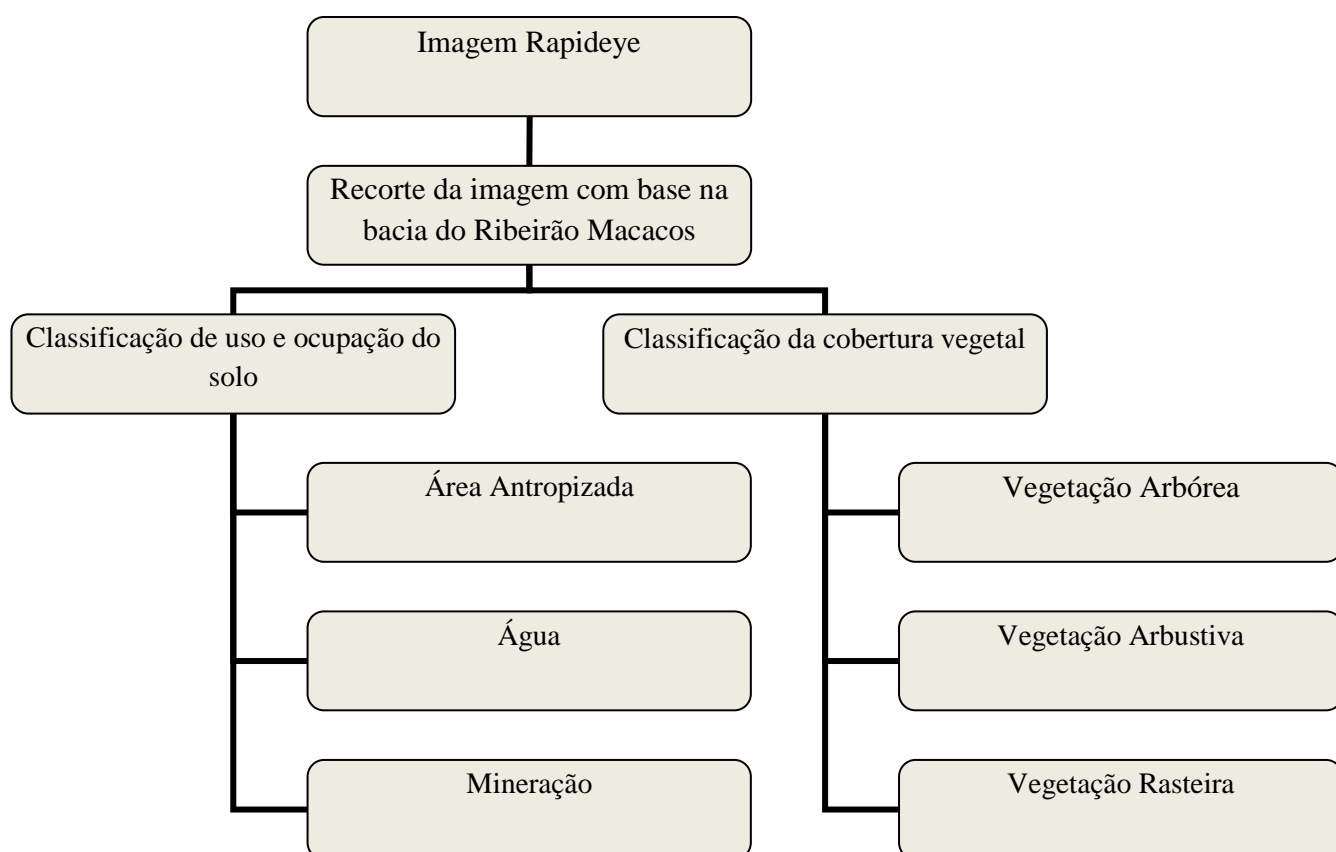 Imagem Rapideye
Recorte da imagem com base na
bacia do Ribeirão Macacos
Classificação de uso e ocupação do
solo
Classificação da cobertura vegetal
Área Antropizada
Água
Mineração
Vegetação Arbórea
Vegetação Arbustiva
Vegetação Rasteira